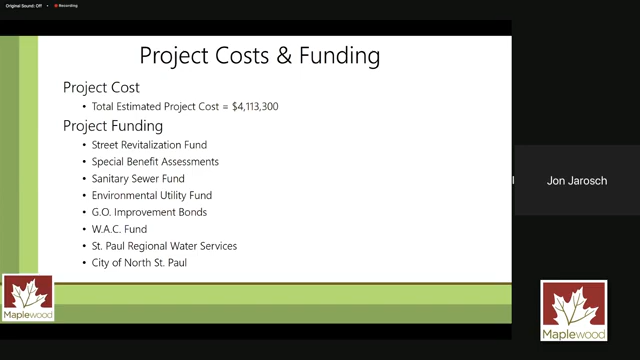 Original Sound: Off
Recording
Project Costs & Funding
Project Cost
• Total Estimated Project Cost = $4,113,300
Project Funding
• Street Revitalization Fund
• Special Benefit Assessments
• Sanitary Sewer Fund
• Environmental Utility Fund
• G.O. Improvement Bonds
• W.A.C. Fund
• St. Paul Regional Water Services
• City of North St. Paul
Jon Jarosch
Maplewood
Maplewood